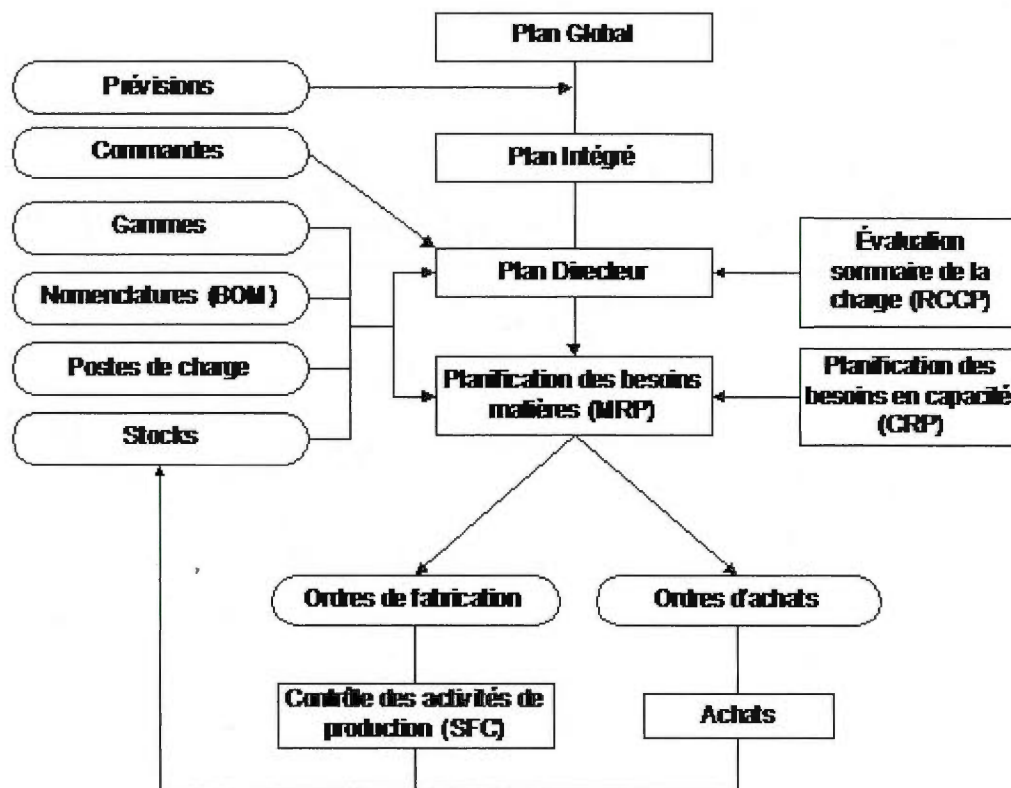 Plan Global
Prévisions
Commandes
Plan Intégré
Gammes
Plan Directeur
Évaluation
sommaire de la
charge (RCCP)
Nomenclatures (BOM)
Postes de charge
Planification des besoins
matières (MRP)
Planification des
besoins en capacité
(CRP)
Stocks
Ordres de fabrication
Ordres d'achats
Contrôle des activités de
production (SFC)
Achats